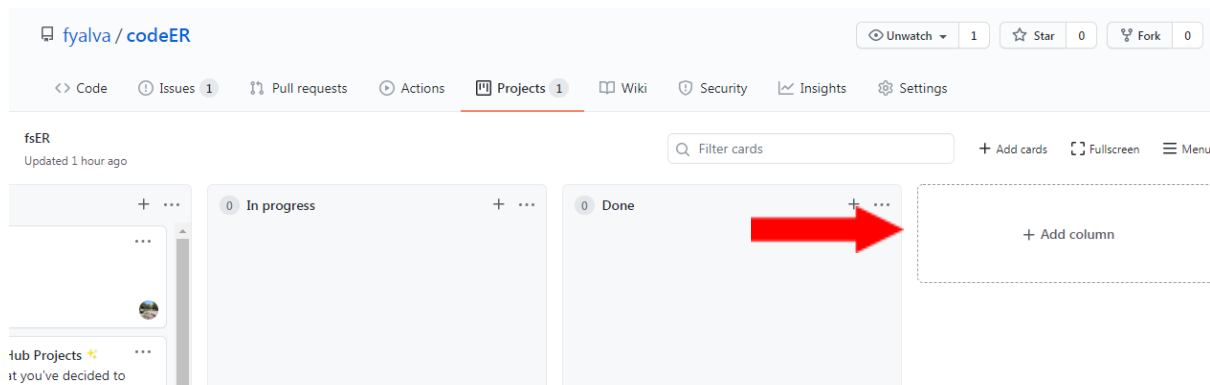 fyalva / codeER
Unwatch 1 Star 0 Fork 0
Code Issues 1 Pull requests Actions Projects 1 Wiki Security Insights Settings
fsER
Updated 1 hour ago
Filter cards
+ Add cards Fullscreen Menu
+ ...
0 In progress + ...
0 Done + ...
+ Add column
...
Hub Projects ✨ ...
at you've decided to